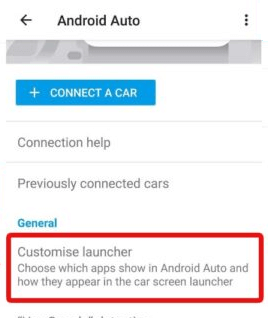 Android Auto
+ CONNECT A CAR
Connection help
Previously connected cars
General
Customise launcher
Choose which apps show in Android Auto and
how they appear in the car screen launcher